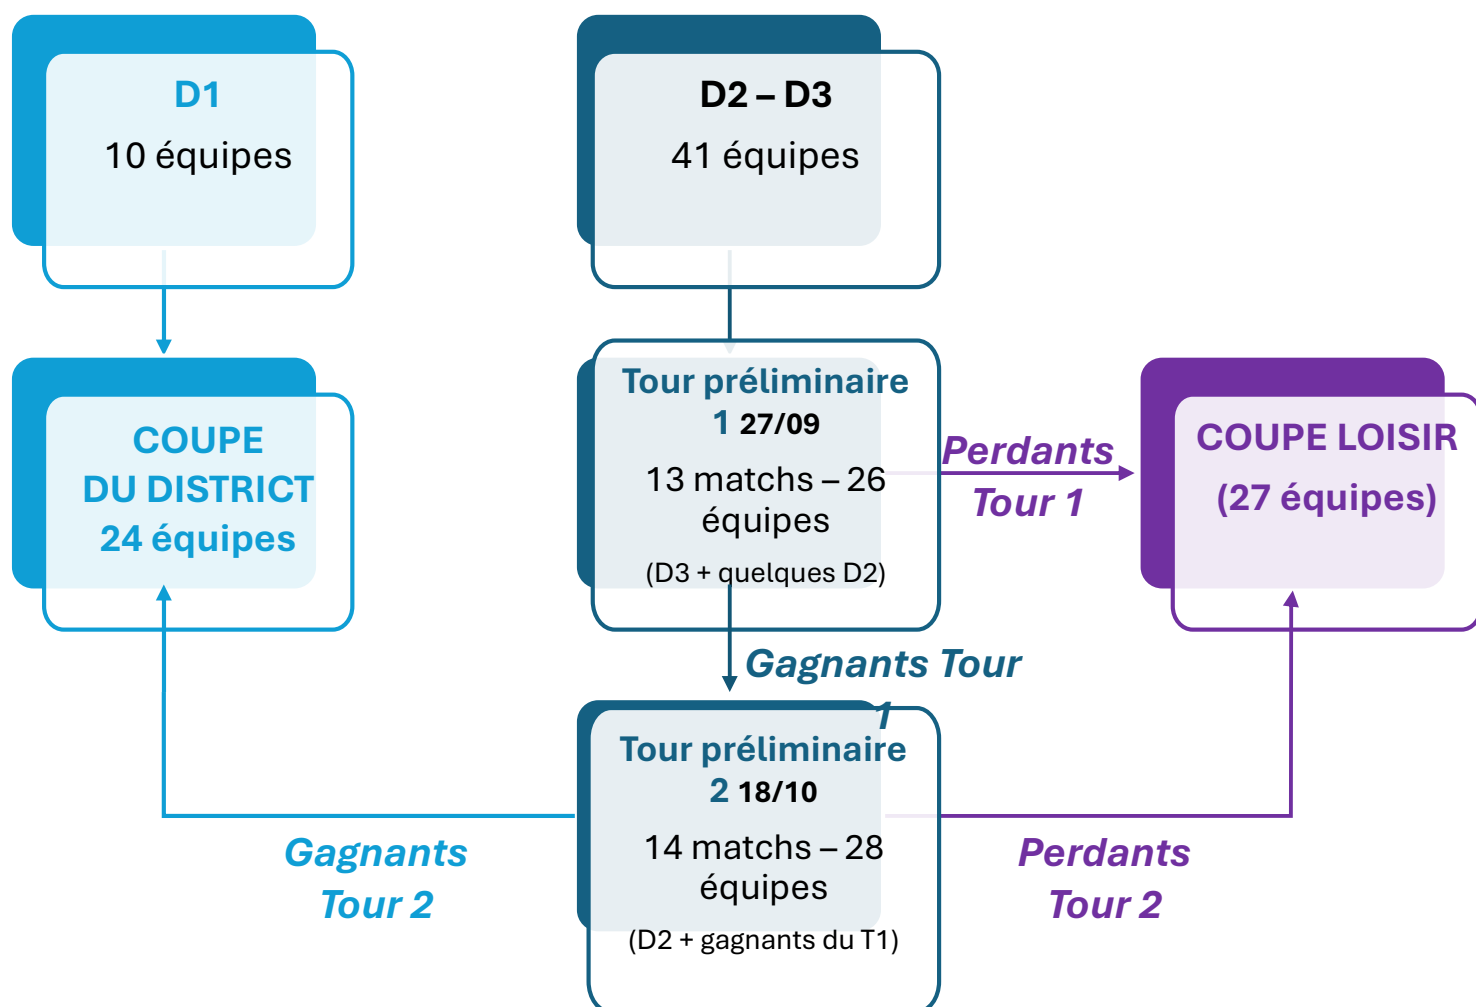 D1
10 équipes
D2 – D3
41 équipes
COUPE
DU DISTRICT
24 équipes
Tour préliminaire
1 27/09
13 matchs – 26
équipes
(D3 + quelques D2)
Perdants
Tour 1
COUPE LOISIR
(27 équipes)
Gagnants Tour
1
Tour préliminaire
2 18/10
14 matchs – 28
équipes
(D2 + gagnants du T1)
Gagnants
Tour 2
Perdants
Tour 2